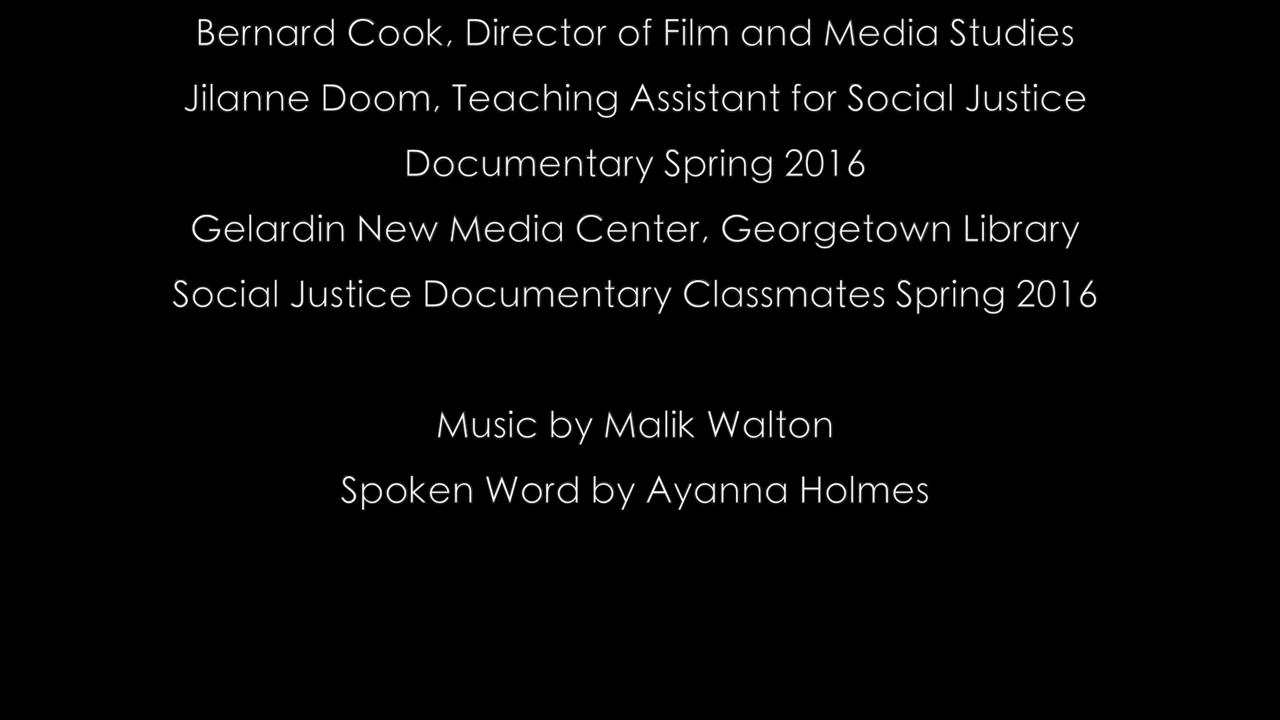 Bernard Cook, Director of Film and Media Studies
Jilanne Doom, Teaching Assistant for Social Justice
Documentary Spring 2016
Gelardin New Media Center, Georgetown Library
Social Justice Documentary Classmates Spring 2016
Music by Malik Walton
Spoken Word by Ayanna Holmes